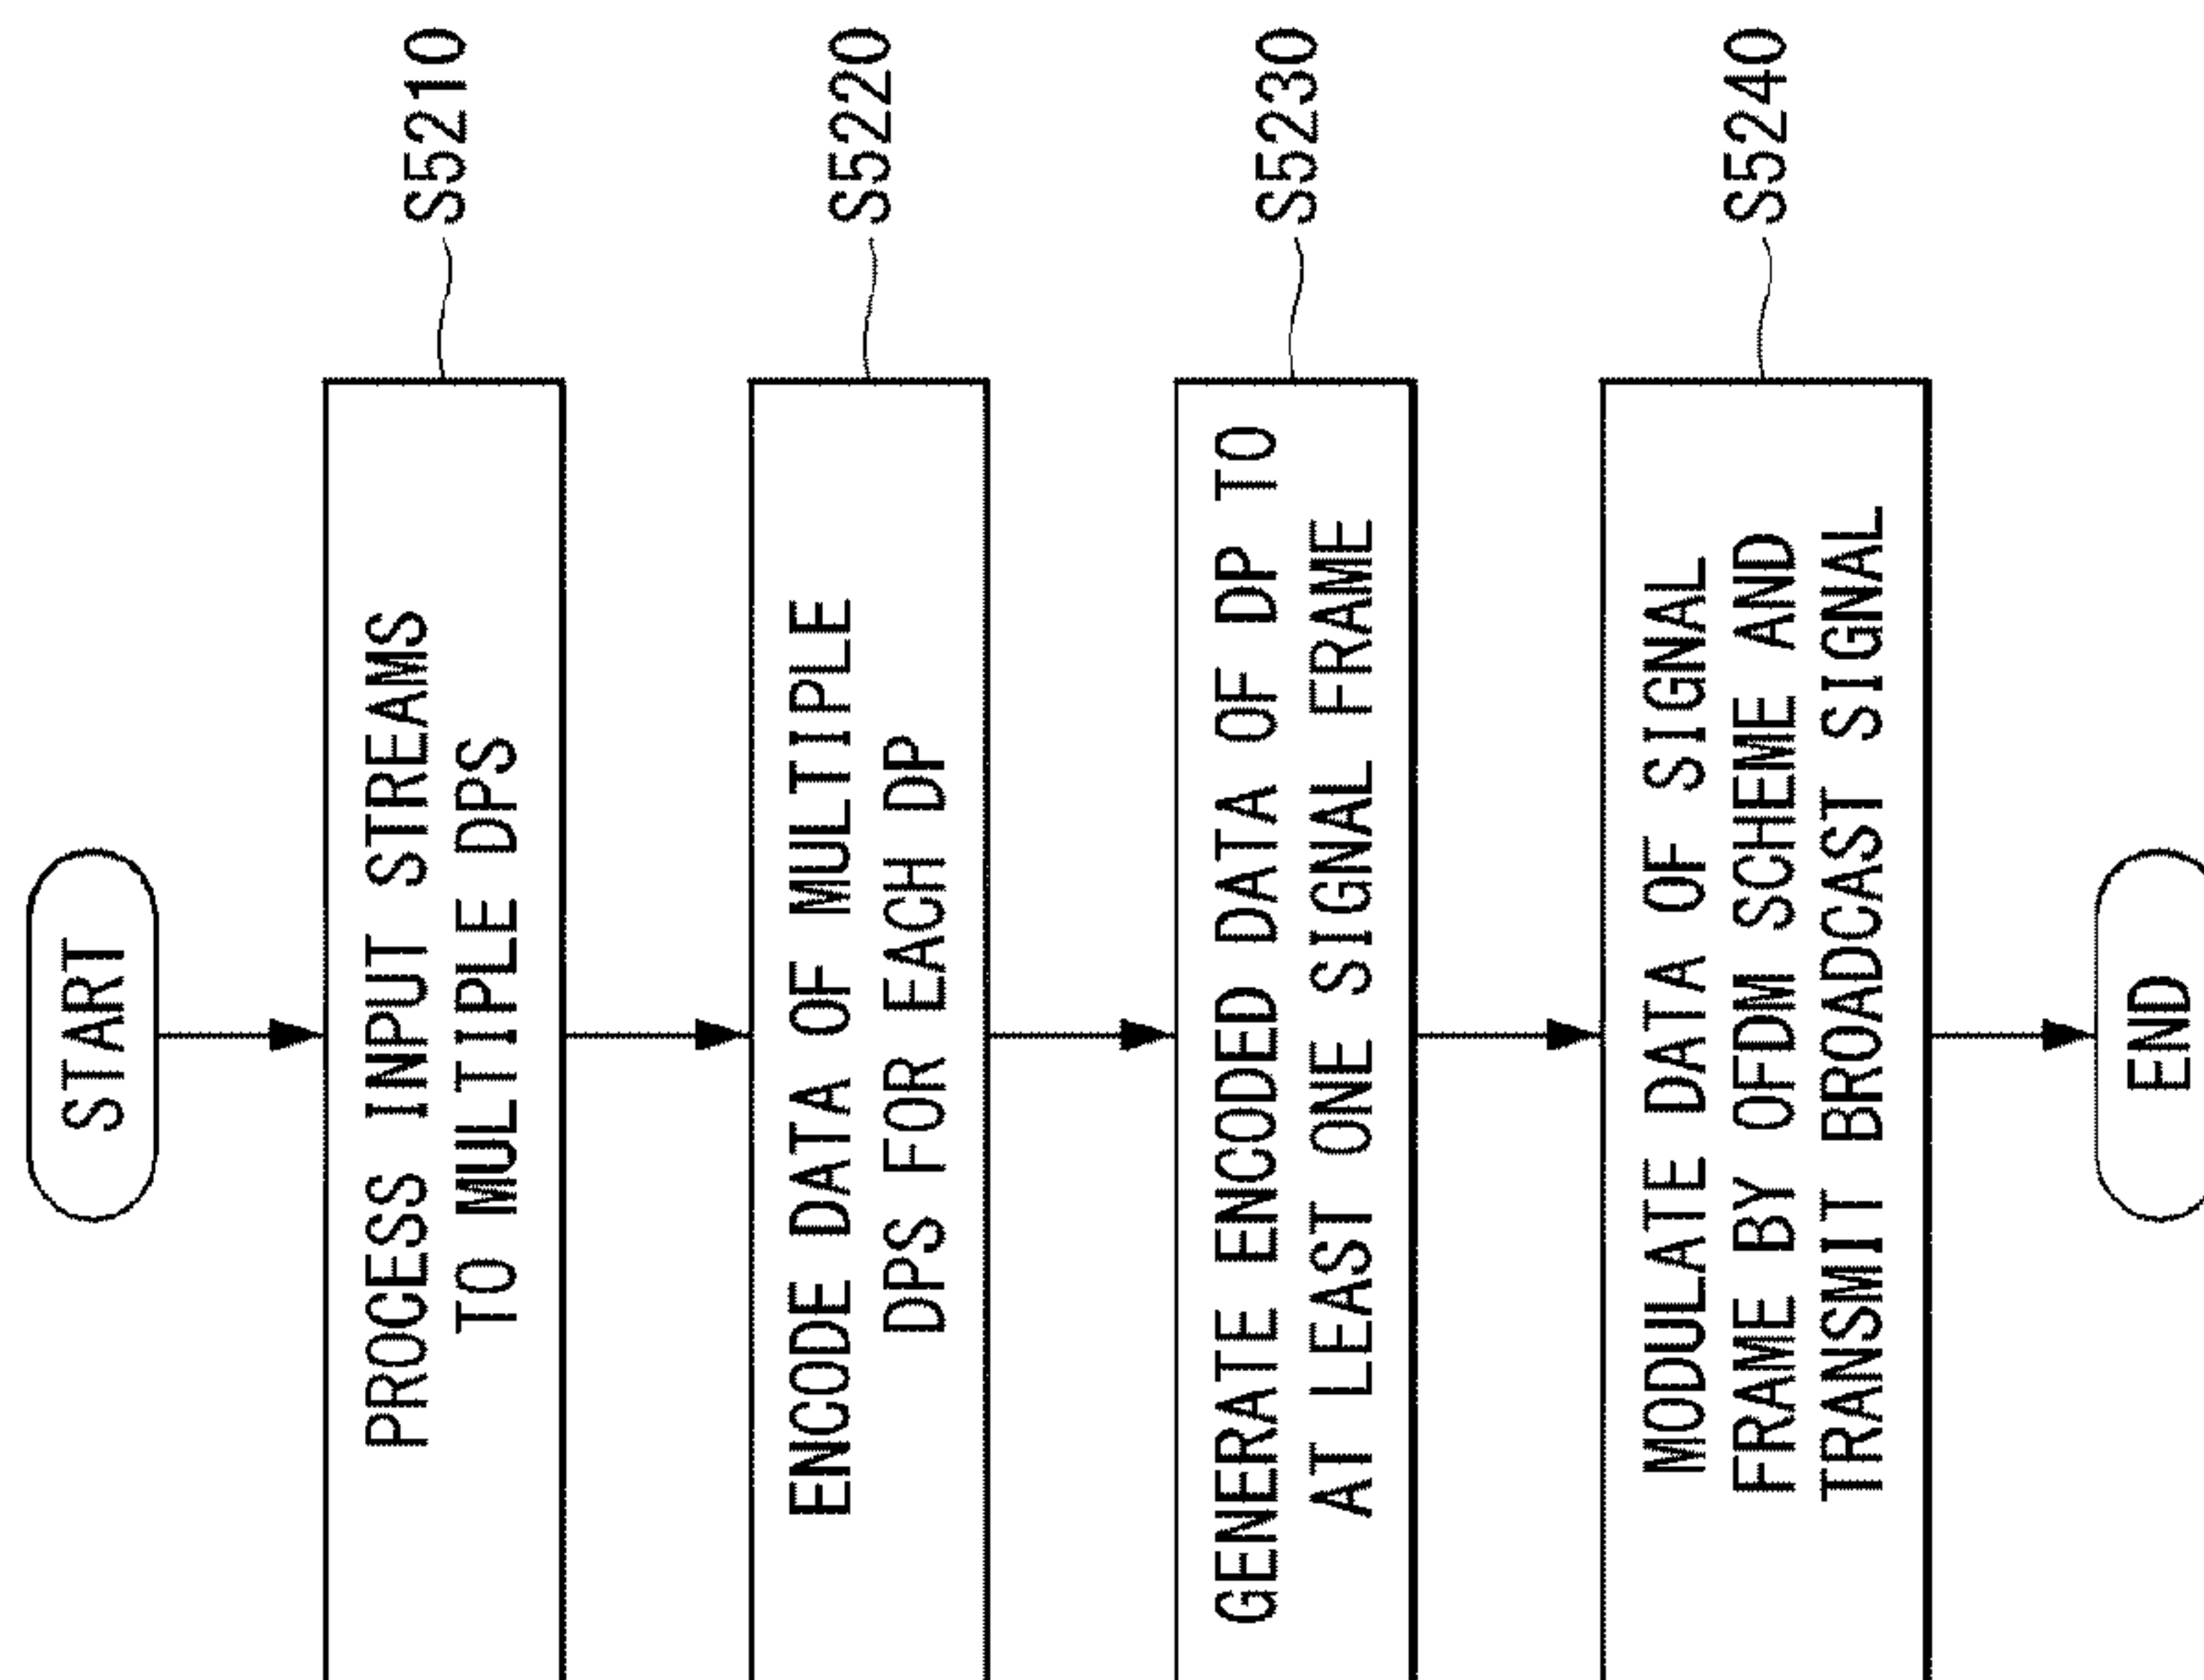 START
PROCESS INPUT STREAMS
TO MULTIPLE DPS
S5210
ENCODE DATA OF MULTIPLE
DPS FOR EACH DP
S5220
GENERATE ENCODED DATA OF DP TO
AT LEAST ONE SIGNAL FRAME
S5230
MODULATE DATA OF SIGNAL
FRAME BY OFDM SCHEME AND
TRANSMIT BROADCAST SIGNAL
S5240
END